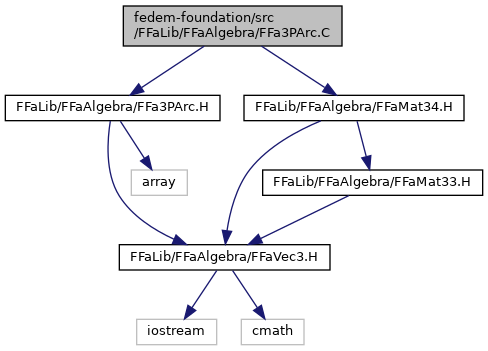 fedem-foundation/src
/FFaLib/FFaAlgebra/FFa3PArc.C
FFaLib/FFaAlgebra/FFa3PArc.H
FFaLib/FFaAlgebra/FFaMat34.H
array
FFaLib/FFaAlgebra/FFaMat33.H
FFaLib/FFaAlgebra/FFaVec3.H
iostream
cmath